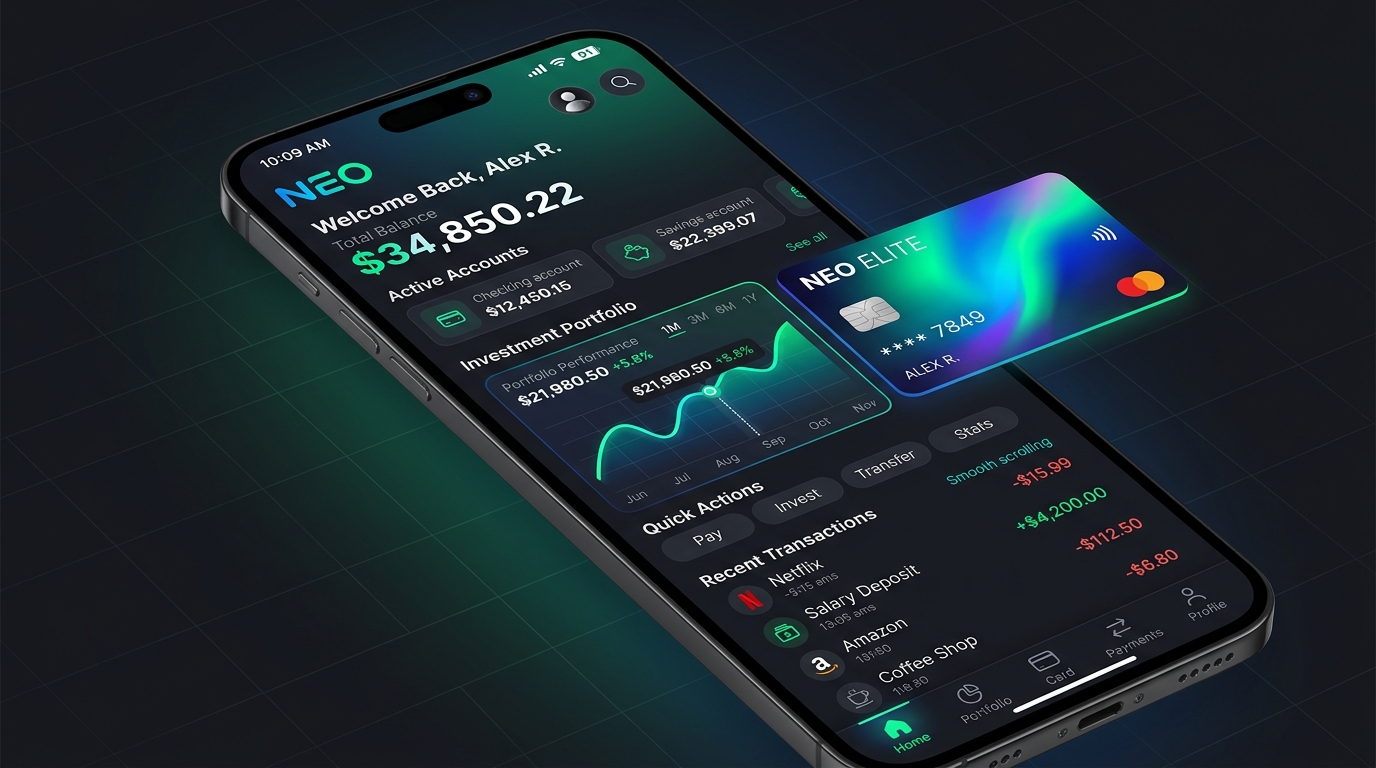 10:09 AM
NEO
Welcome Back, Alex R.
Total Balance
$34,850.22
Active Accounts
Checking account
$12,450.15
Savings account
$22,399.07
See all
Investment Portfolio
Portfolio Performance
$21,980.50 +5.8%
1M 3M 6M 1Y
$21,980.50 +5.8%
Jun Jul Aug Sep Oct Nov
NEO ELITE
**** 7849
ALEX R.
Quick Actions
Pay Invest Transfer Stats
Recent Transactions
Smooth scrolling
Netflix
-$15.99
Salary Deposit
+$4,200.00
Amazon
-$112.50
Coffee Shop
-$6.80
Home Portfolio Card Payments Profile